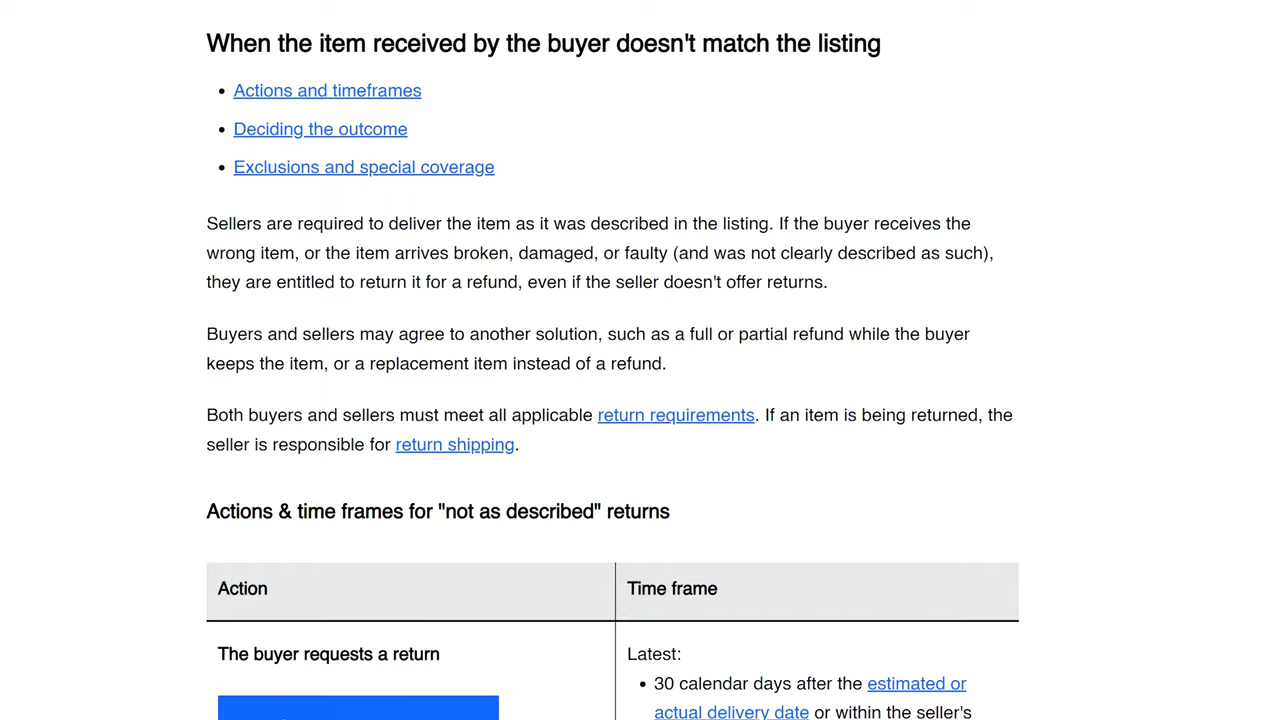 When the item received by the buyer doesn't match the listing
Actions and timeframes
Deciding the outcome
Exclusions and special coverage
Sellers are required to deliver the item as it was described in the listing. If the buyer receives the
wrong item, or the item arrives broken, damaged, or faulty (and was not clearly described as such),
they are entitled to return it for a refund, even if the seller doesn't offer returns.
Buyers and sellers may agree to another solution, such as a full or partial refund while the buyer
keeps the item, or a replacement item instead of a refund.
Both buyers and sellers must meet all applicable return requirements. If an item is being returned, the
seller is responsible for return shipping.
Actions & time frames for "not as described" returns
Action
Time frame
The buyer requests a return
Latest:
30 calendar days after the estimated or
actual delivery date or within the seller's